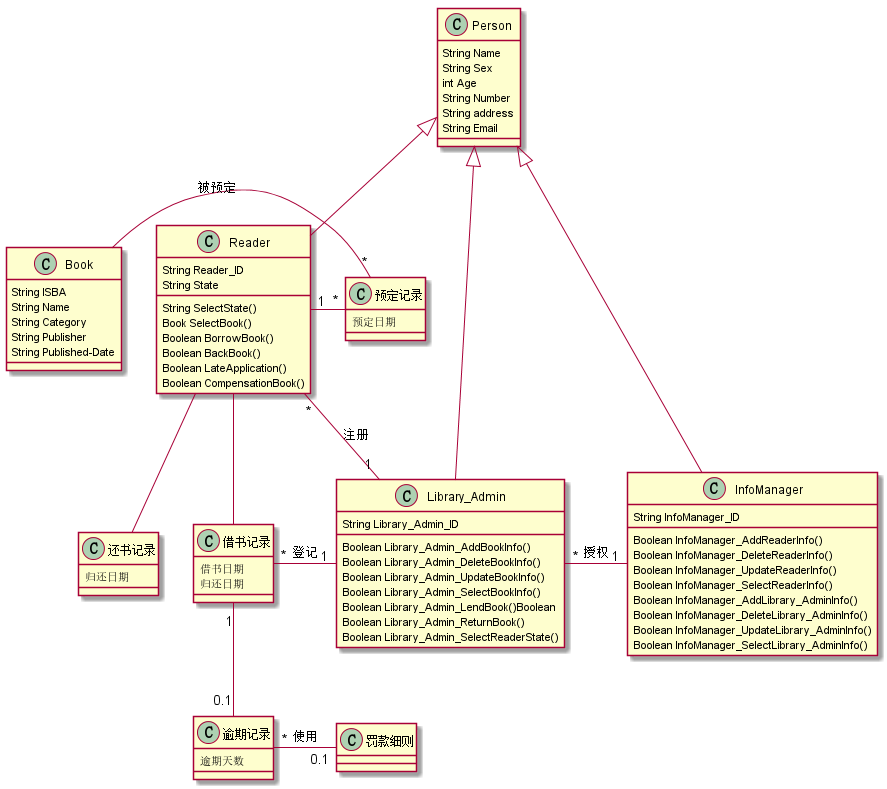 C Person
String Name
String Sex
int Age
String Number
String address
String Email
被预定
*
C Book
String ISBA
String Name
String Category
String Publisher
String Published-Date
C Reader
String Reader_ID
String State
String SelectState()
Book SelectBook()
Boolean BorrowBook()
Boolean BackBook()
Boolean LateApplication()
Boolean CompensationBook()
1 *
C 预定记录
预定日期
*
注册
1
C 还书记录
归还日期
C 借书记录
借书日期
归还日期
* 登记 1
C Library_Admin
String Library_Admin_ID
Boolean Library_Admin_AddBookInfo()
Boolean Library_Admin_DeleteBookInfo()
Boolean Library_Admin_UpdateBookInfo()
Boolean Library_Admin_SelectBookInfo()
Boolean Library_Admin_LendBook()Boolean
Boolean Library_Admin_ReturnBook()
Boolean Library_Admin_SelectReaderState()
* 授权 1
C InfoManager
String InfoManager_ID
Boolean InfoManager_AddReaderInfo()
Boolean InfoManager_DeleteReaderInfo()
Boolean InfoManager_UpdateReaderInfo()
Boolean InfoManager_SelectReaderInfo()
Boolean InfoManager_AddLibrary_AdminInfo()
Boolean InfoManager_DeleteLibrary_AdminInfo()
Boolean InfoManager_UpdateLibrary_AdminInfo()
Boolean InfoManager_SelectLibrary_AdminInfo()
1
0.1
C 逾期记录
逾期天数
* 使用
0.1
C 罚款细则